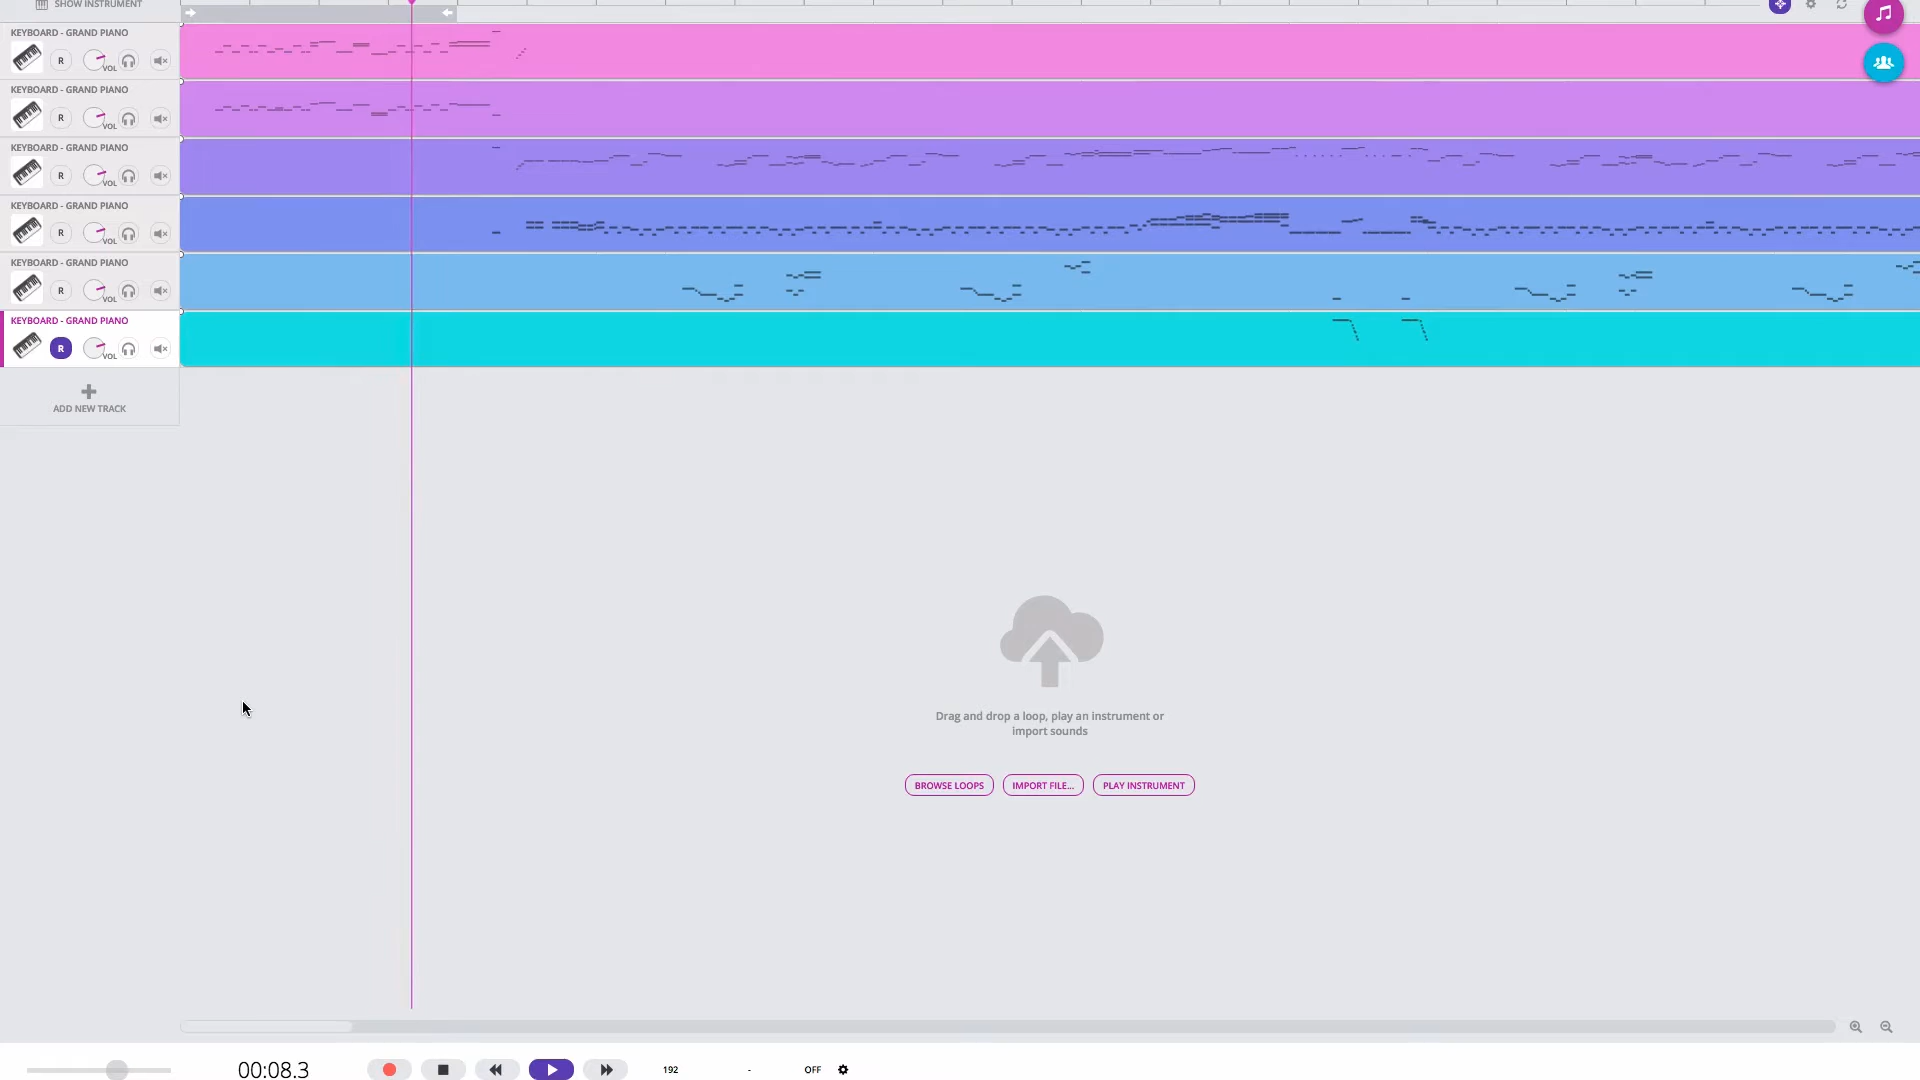 SHOW INSTRUMENT
KEYBOARD - GRAND PIANO
R
VOL
KEYBOARD - GRAND PIANO
R
VOL
KEYBOARD - GRAND PIANO
R
VOL
KEYBOARD - GRAND PIANO
R
VOL
KEYBOARD - GRAND PIANO
R
VOL
KEYBOARD - GRAND PIANO
R
VOL
ADD NEW TRACK
Drag and drop a loop, play an instrument or
import sounds
BROWSE LOOPS IMPORT FILE... PLAY INSTRUMENT
00:08.3 192 - OFF